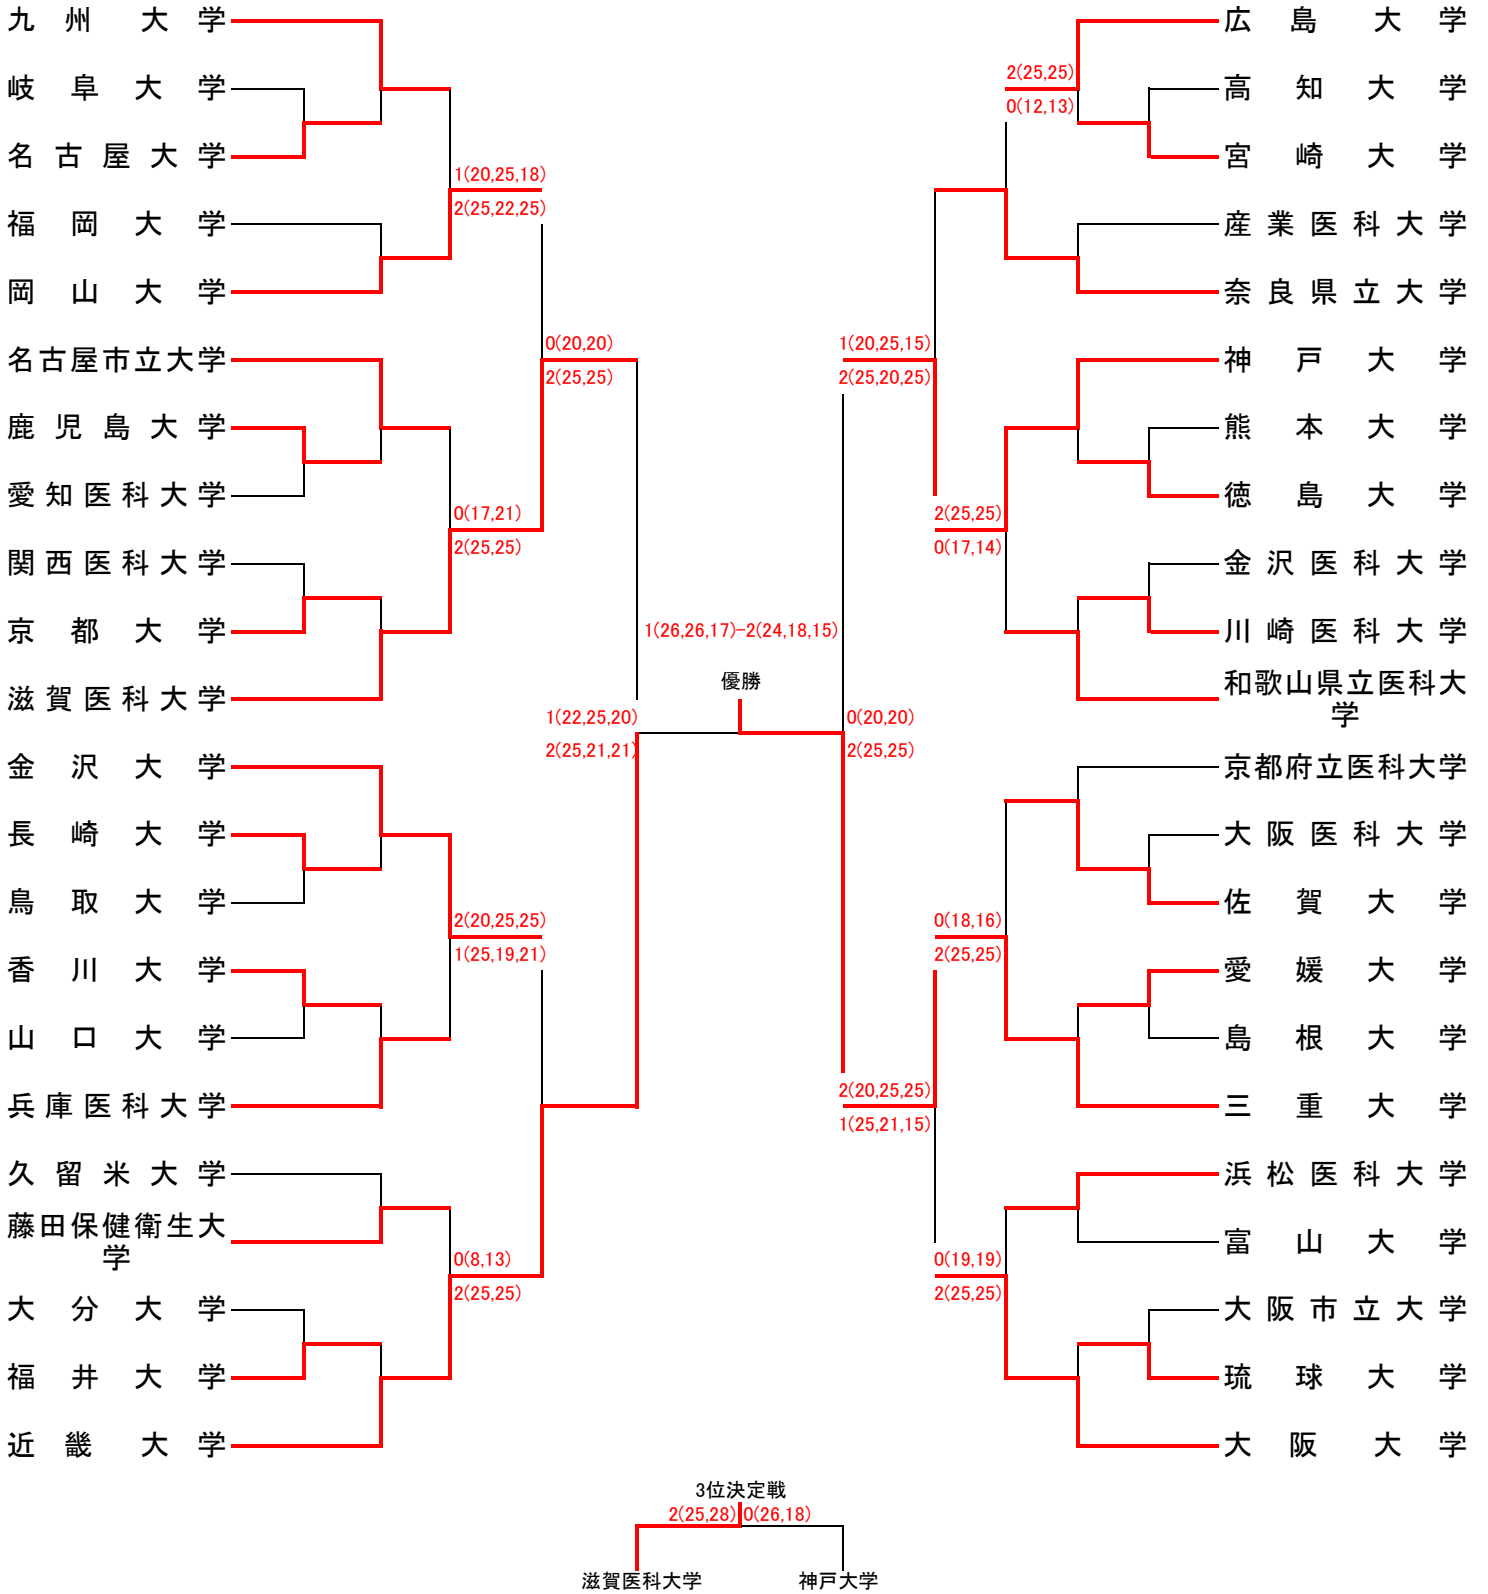 九州大学
岐阜大学
名古屋大学
1(20,25,18)
2(25,22,25)
福岡大学
岡山大学
名古屋市立大学
0(20,20)
2(25,25)
鹿児島大学
愛知医科大学
0(17,21)
2(25,25)
関西医科大学
京都大学
滋賀医科大学
1(22,25,20)
2(25,21,21)
金沢大学
長崎大学
鳥取大学
2(20,25,25)
1(25,19,21)
香川大学
山口大学
兵庫医科大学
久留米大学
藤田保健衛生大
学
0(8,13)
2(25,25)
大分大学
福井大学
近畿大学
1(26,26,17)-2(24,18,15)
優勝
広島大学
2(25,25)
0(12,13)
高知大学
宮崎大学
産業医科大学
奈良県立大学
1(20,25,15)
2(25,20,25)
神戸大学
熊本大学
徳島大学
2(25,25)
0(17,14)
金沢医科大学
川崎医科大学
和歌山県立医科大
学
0(20,20)
2(25,25)
京都府立医科大学
大阪医科大学
佐賀大学
0(18,16)
2(25,25)
愛媛大学
島根大学
三重大学
2(20,25,25)
1(25,21,15)
浜松医科大学
富山大学
0(19,19)
2(25,25)
大阪市立大学
琉球大学
大阪大学
3位決定戦
2(25,28) 0(26,18)
滋賀医科大学 神戸大学